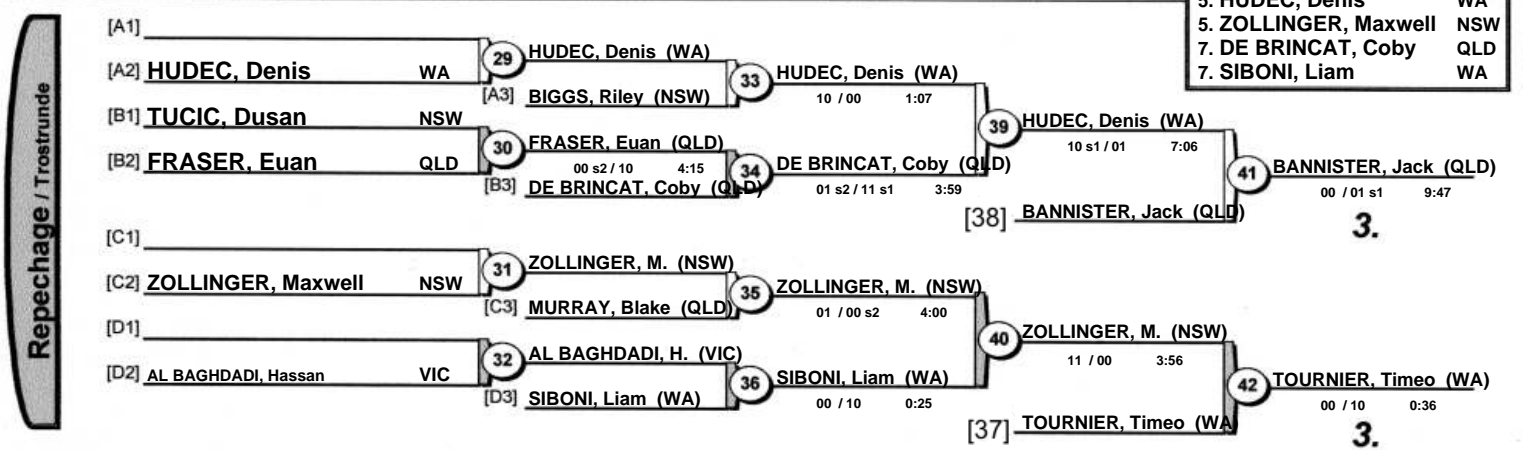 5. HUDEC, Denis WA
5. ZOLLINGER, Maxwell NSW
7. DE BRINCAT, Coby QLD
7. SIBONI, Liam WA
Repechage / Trostrunde
[A1]
[A2] HUDEC, Denis WA
29
HUDEC, Denis (WA)
[A3] BIGGS, Riley (NSW)
33
HUDEC, Denis (WA)
10 / 00 1:07
[B1] TUCIC, Dusan NSW
[B2] FRASER, Euan QLD
30
FRASER, Euan (QLD)
00 s2 / 10 4:15
[B3] DE BRINCAT, Coby (QLD)
34
DE BRINCAT, Coby (QLD)
01 s2 / 11 s1 3:59
39
HUDEC, Denis (WA)
10 s1 / 01 7:06
[38] BANNISTER, Jack (QLD)
41
BANNISTER, Jack (QLD)
00 / 01 s1 9:47
3.
[C1]
[C2] ZOLLINGER, Maxwell NSW
31
ZOLLINGER, M. (NSW)
[C3] MURRAY, Blake (QLD)
35
ZOLLINGER, M. (NSW)
01 / 00 s2 4:00
[D1]
[D2] AL BAGHDADI, Hassan VIC
32
AL BAGHDADI, H. (VIC)
[D3] SIBONI, Liam (WA)
36
SIBONI, Liam (WA)
00 / 10 0:25
40
ZOLLINGER, M. (NSW)
11 / 00 3:56
[37] TOURNIER, Timeo (WA)
42
TOURNIER, Timeo (WA)
00 / 10 0:36
3.